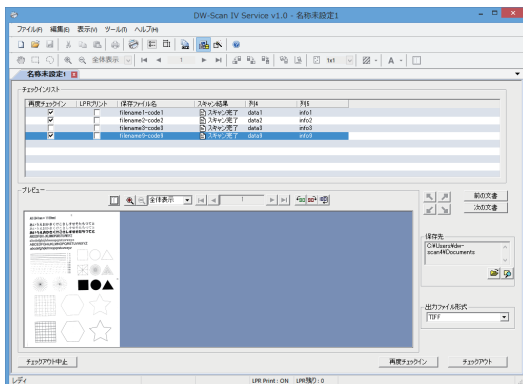 DW-Scan IV Service v1.0 - 名称未設定1
ファイル(F) 編集(E) 表示(V) ツール(T) ヘルプ(H)
全体表示 1 1x1 A
名称未設定1
チェックインリスト
再度チェックイン LPRプリント 保存ファイル名 スキャン結果 列4 列5
filename1-code1 スキャン完了 data1 info1
filename2-code2 スキャン完了 data2 info2
filename3-code3 スキャン完了 data3 info3
filename9-code9 スキャン完了 data9 info9
プレビュー
全体表示 1
前の文書
次の文書
保存先
C:¥Users¥dw-
scan4¥Documents
出力ファイル形式
TIFF
チェックアウト中止 再度チェックイン チェックアウト
レディ LPR Print : ON LPR残り : 0